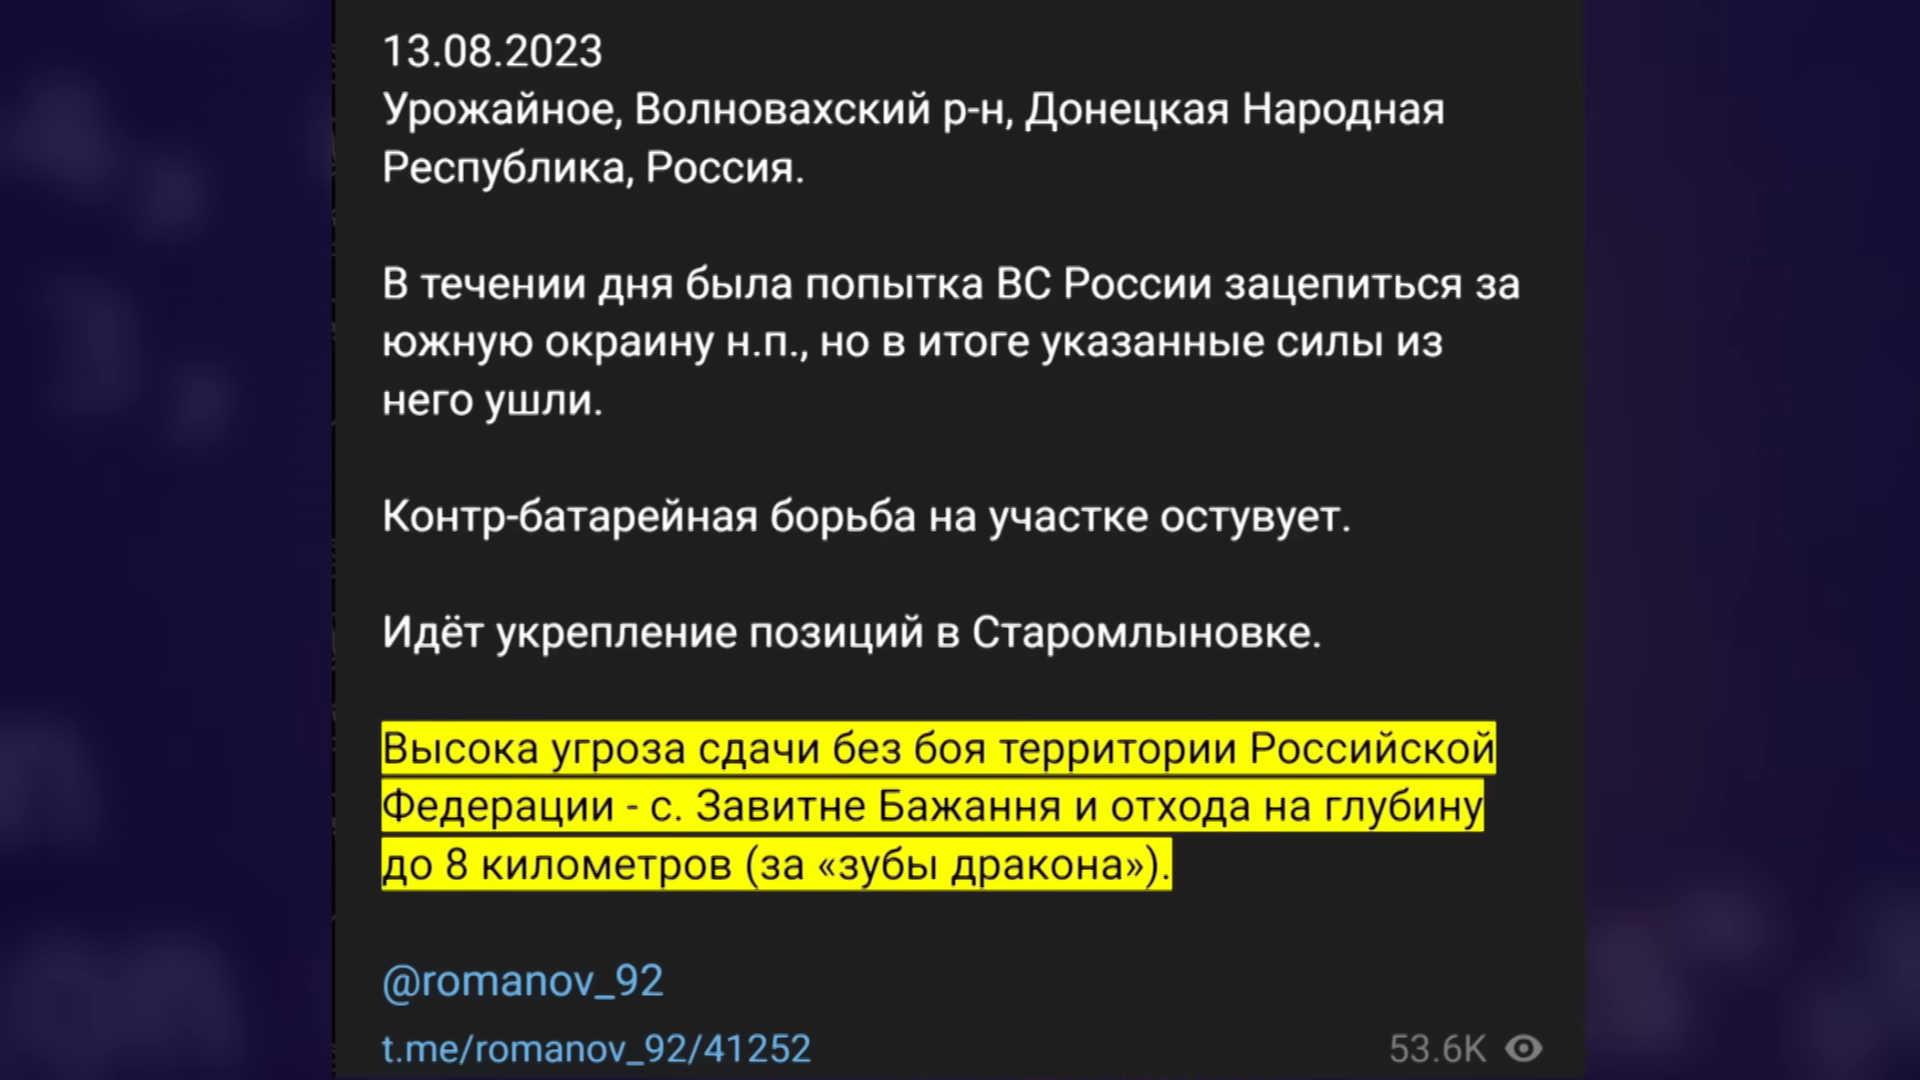 13.08.2023
Урожайное, Волновахский р-н, Донецкая Народная
Республика, Россия.
В течении дня была попытка ВС России зацепиться за
южную окраину н.п., но в итоге указанные силы из
него ушли.
Контр-батарейная борьба на участке остувует.
Идёт укрепление позиций в Старомлыновке.
Высока угроза сдачи без боя территории Российской
Федерации - с. Завитне Бажання и отхода на глубину
до 8 километров (за «зубы дракона»).
@romanov_92
t.me/romanov_92/41252 53.6K